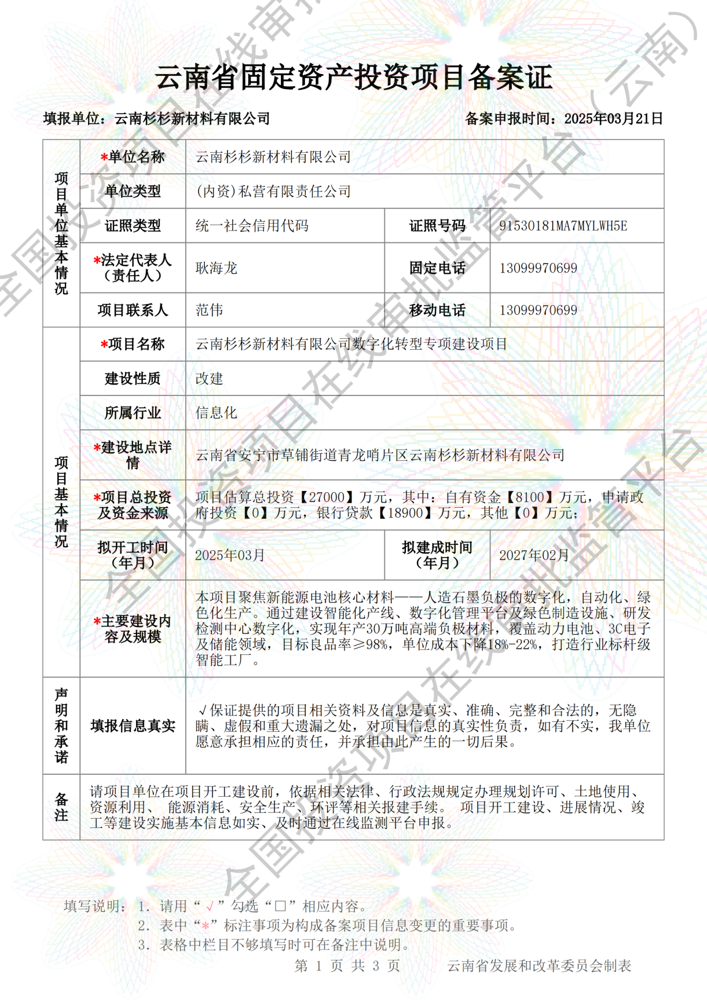 云南省固定资产投资项目备案证
填报单位：云南杉杉新材料有限公司 备案申报时间：2025年03月21日
项目单位基本情况
*单位名称 云南杉杉新材料有限公司
单位类型 (内资)私营有限责任公司
证照类型 统一社会信用代码 证照号码 91530181MA7MYLWH5E
*法定代表人
（责任人） 耿海龙 固定电话 13099970699
项目联系人 范伟 移动电话 13099970699
项目基本情况
*项目名称 云南杉杉新材料有限公司数字化转型专项建设项目
建设性质 改建
所属行业 信息化
*建设地点详
情 云南省安宁市草铺街道青龙哨片区云南杉杉新材料有限公司
*项目总投资
及资金来源
项目估算总投资【27000】万元，其中：自有资金【8100】万元，申请政
府投资【0】万元，银行贷款【18900】万元，其他【0】万元；
拟开工时间
（年月） 2025年03月 拟建成时间
（年月） 2027年02月
*主要建设内
容及规模
本项目聚焦新能源电池核心材料——人造石墨负极的数字化，自动化、绿
色化生产。通过建设智能化产线、数字化管理平台及绿色制造设施、研发
检测中心数字化，实现年产30万吨高端负极材料，覆盖动力电池、3C电子
及储能领域，目标良品率≥98%，单位成本下降18%-22%，打造行业标杆级
智能工厂。
声明和承诺
填报信息真实
√保证提供的项目相关资料及信息是真实、准确、完整和合法的，无隐
瞒、虚假和重大遗漏之处，对项目信息的真实性负责，如有不实，我单位
愿意承担相应的责任，并承担由此产生的一切后果。
备注
请项目单位在项目开工建设前，依据相关法律、行政法规规定办理规划许可、土地使用、
资源利用、 能源消耗、安全生产、环评等相关报建手续。 项目开工建设、进展情况、竣
工等建设实施基本信息如实、及时通过在线监测平台申报。
填写说明：1．请用“√”勾选“□”相应内容。
2．表中“*”标注事项为构成备案项目信息变更的重要事项。
3．表格中栏目不够填写时可在备注中说明。
第 1 页 共 3 页 云南省发展和改革委员会制表
全国投资项目在线审批
全国投资项目在线审批监管平台（云南）
全国投资项目在线审批监管平台